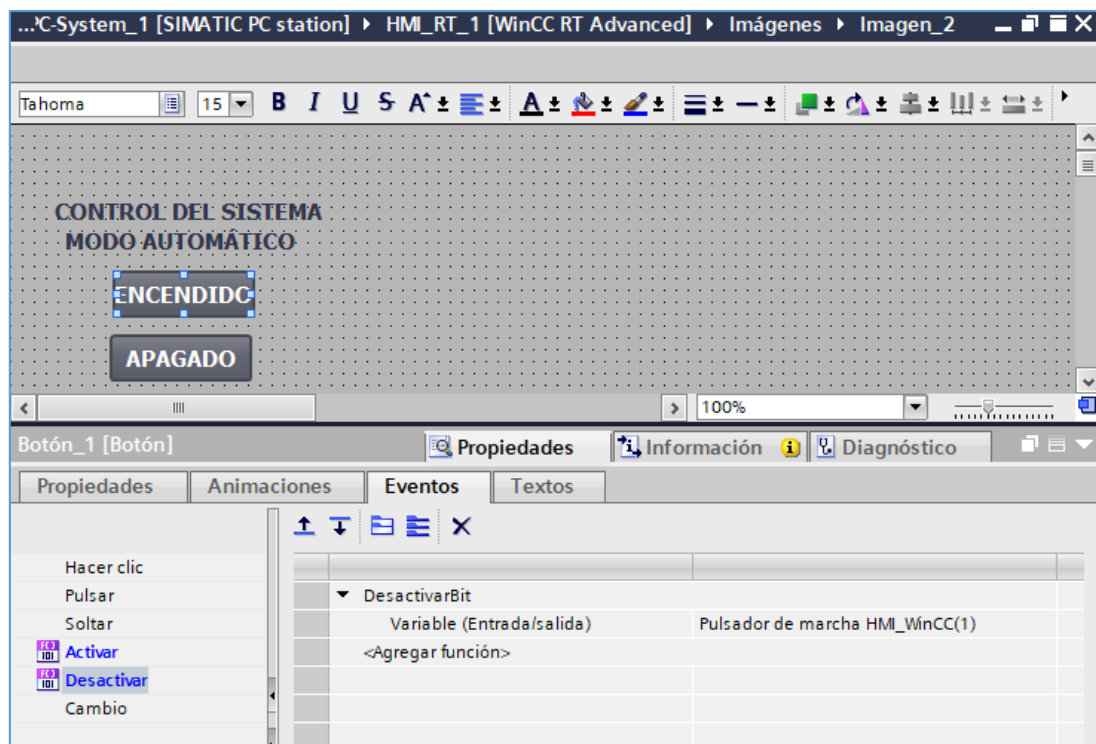 ...'C-System_1 [SIMATIC PC station] ▸ HMI_RT_1 [WinCC RT Advanced] ▸ Imágenes ▸ Imagen_2
Tahoma 15 B I U S A A
CONTROL DEL SISTEMA
MODO AUTOMÁTICO
ENCENDIDO
APAGADO
100%
Botón_1 [Botón] Propiedades Información Diagnóstico
Propiedades Animaciones Eventos Textos
Hacer clic
Pulsar DesactivarBit
Soltar Variable (Entrada/salida) Pulsador de marcha HMI_WinCC(1)
Activar <Agregar función>
Desactivar
Cambio